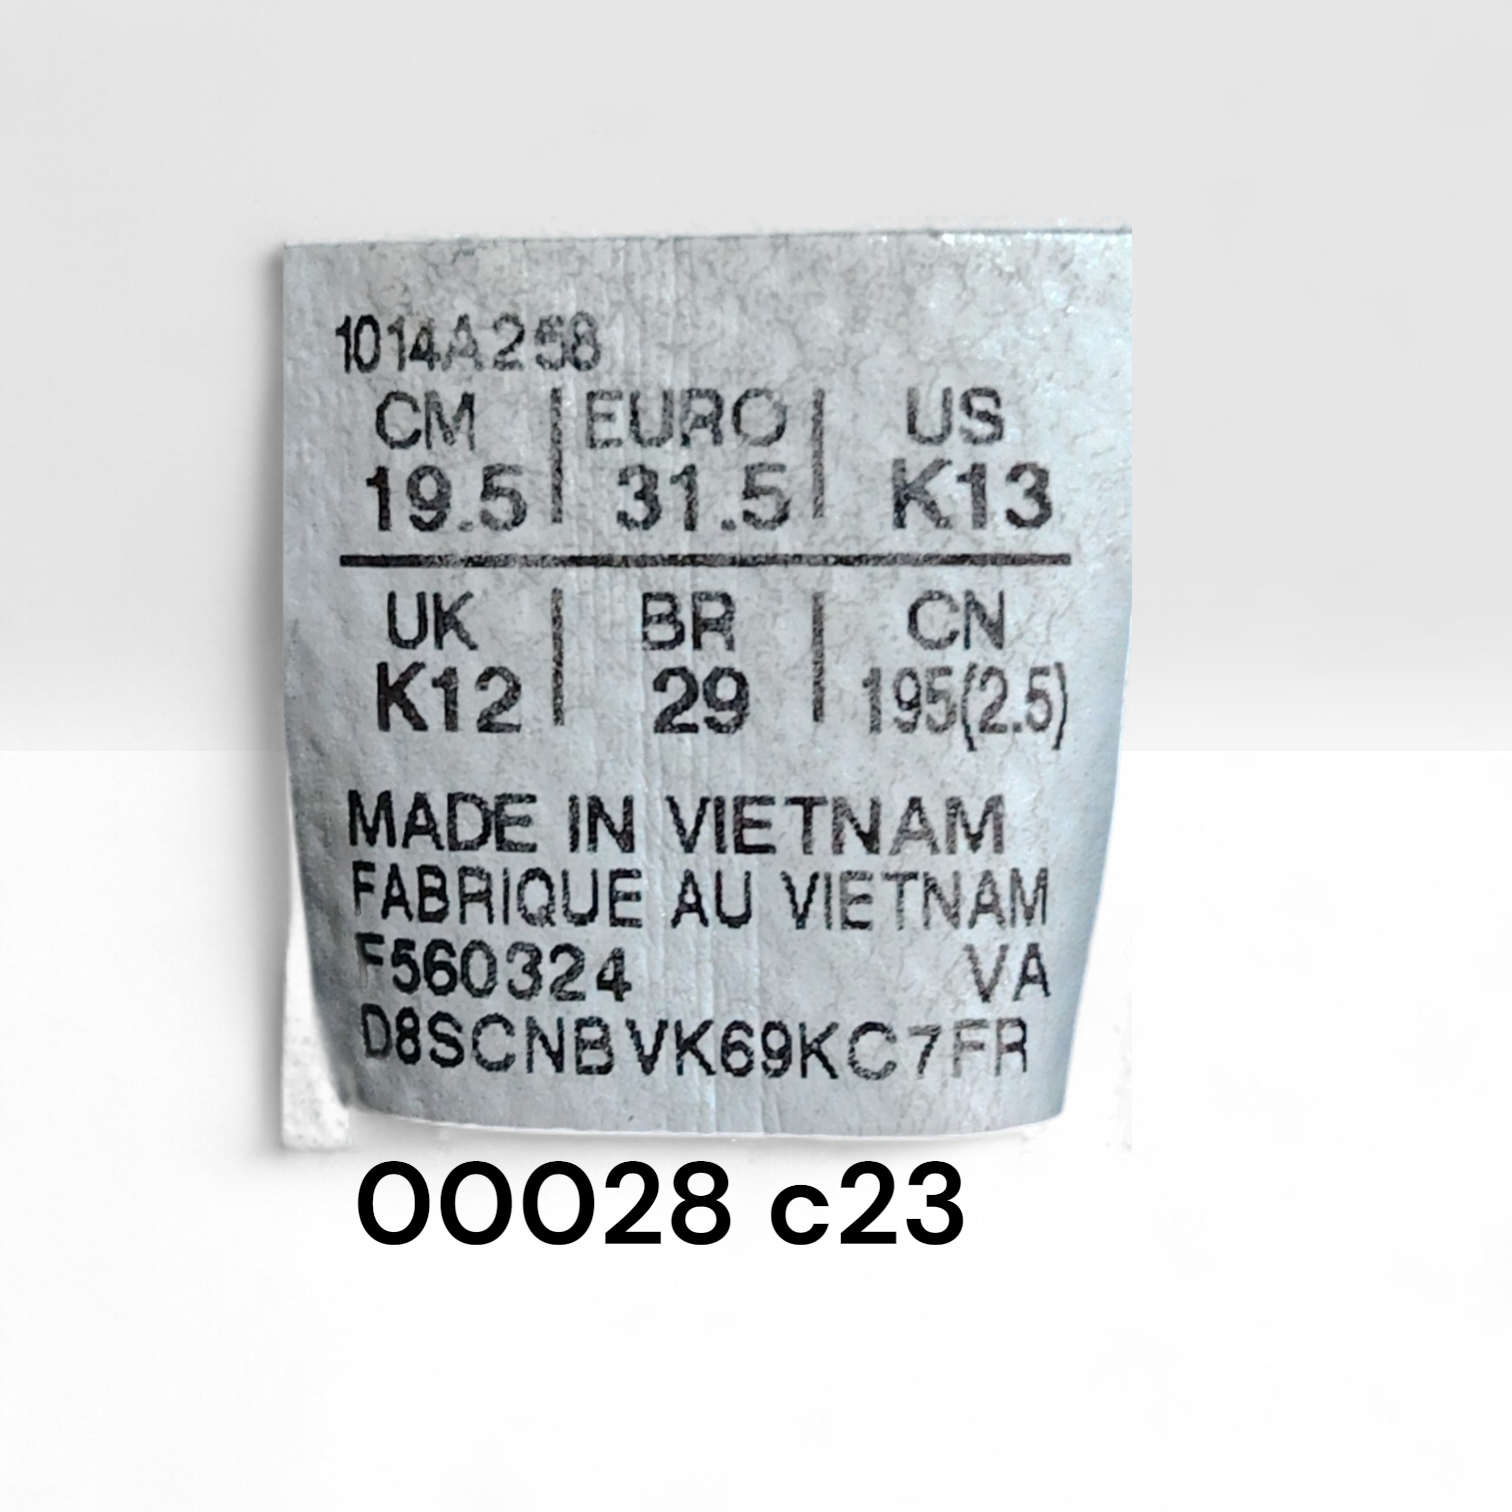 1014A258
CM | EURO | US
19.5 | 31.5 | K13
UK | BR | CN
K12 | 29 | 195(2.5)
MADE IN VIETNAM
FABRIQUE AU VIETNAM
F560324 VA
D8SCNBVK69KC7FR
00028 c23